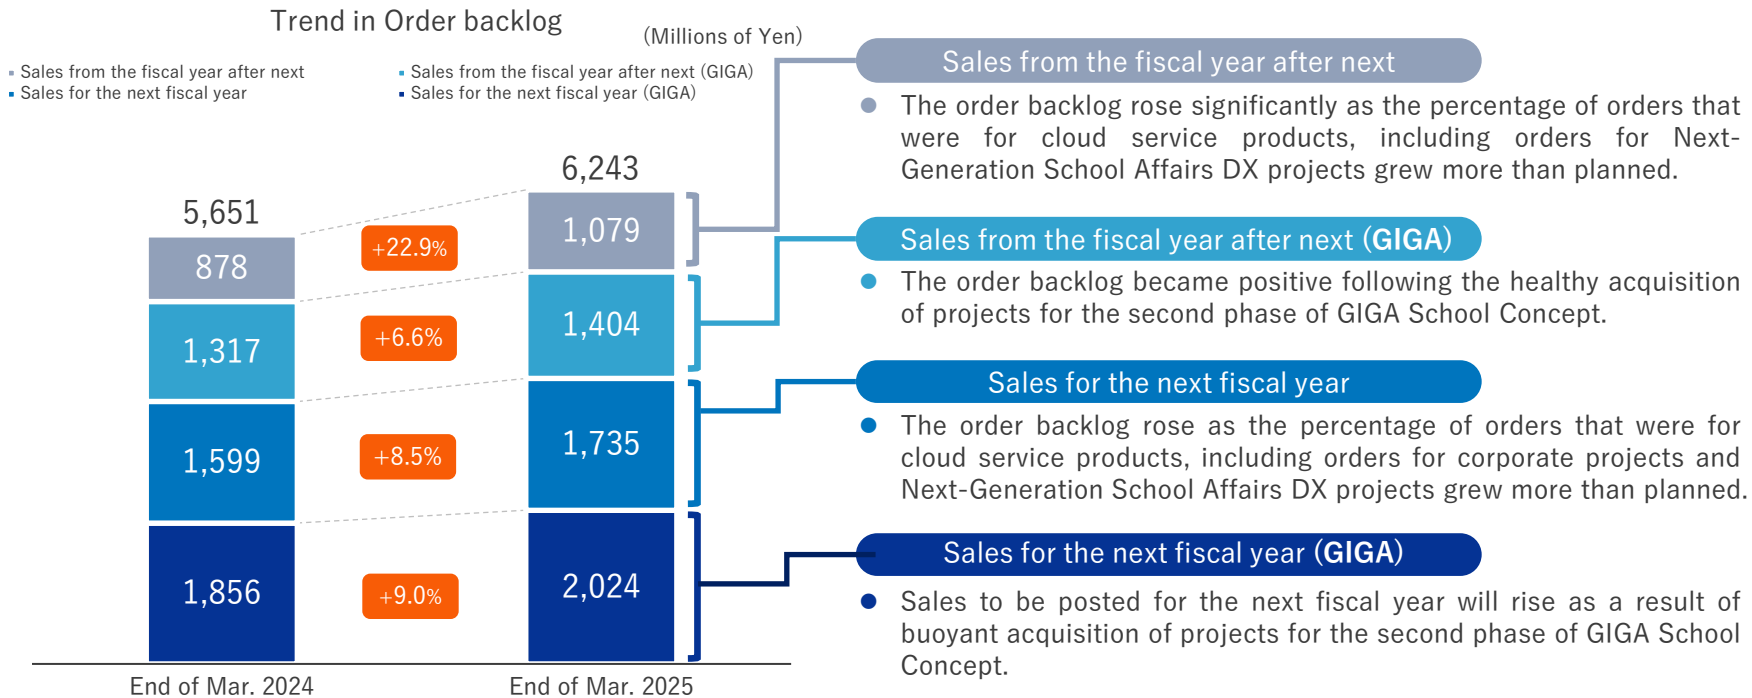 Trend in Order backlog
(Millions of Yen)
Sales from the fiscal year after next
Sales from the fiscal year after next (GIGA)
Sales for the next fiscal year
Sales for the next fiscal year (GIGA)
5,651
878
1,317
1,599
1,856
End of Mar. 2024
+22.9%
+6.6%
+8.5%
+9.0%
6,243
1,079
1,404
1,735
2,024
End of Mar. 2025
Sales from the fiscal year after next
● The order backlog rose significantly as the percentage of orders that
were for cloud service products, including orders for Next-
Generation School Affairs DX projects grew more than planned.
Sales from the fiscal year after next (GIGA)
● The order backlog became positive following the healthy acquisition
of projects for the second phase of GIGA School Concept.
Sales for the next fiscal year
● The order backlog rose as the percentage of orders that were for
cloud service products, including orders for corporate projects and
Next-Generation School Affairs DX projects grew more than planned.
Sales for the next fiscal year (GIGA)
● Sales to be posted for the next fiscal year will rise as a result of
buoyant acquisition of projects for the second phase of GIGA School
Concept.